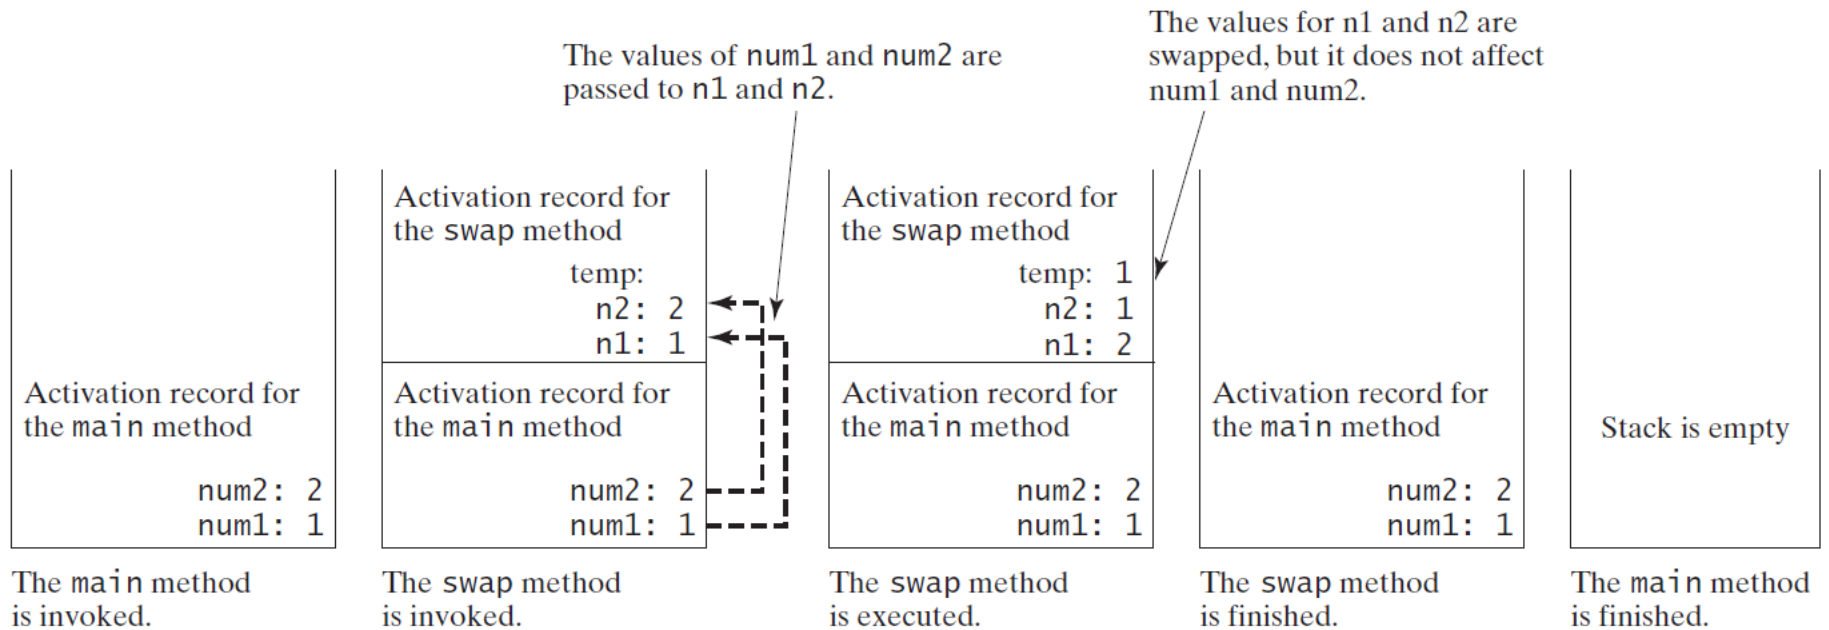 The values of num1 and num2 are
passed to n1 and n2.
The values for n1 and n2 are
swapped, but it does not affect
num1 and num2.
Activation record for
the main method
num2: 2
num1: 1
The main method
is invoked.
Activation record for
the swap method
temp:
n2: 2
n1: 1
Activation record for
the main method
num2: 2
num1: 1
The swap method
is invoked.
Activation record for
the swap method
temp: 1
n2: 1
n1: 2
Activation record for
the main method
num2: 2
num1: 1
The swap method
is executed.
Activation record for
the main method
num2: 2
num1: 1
The swap method
is finished.
Stack is empty
The main method
is finished.